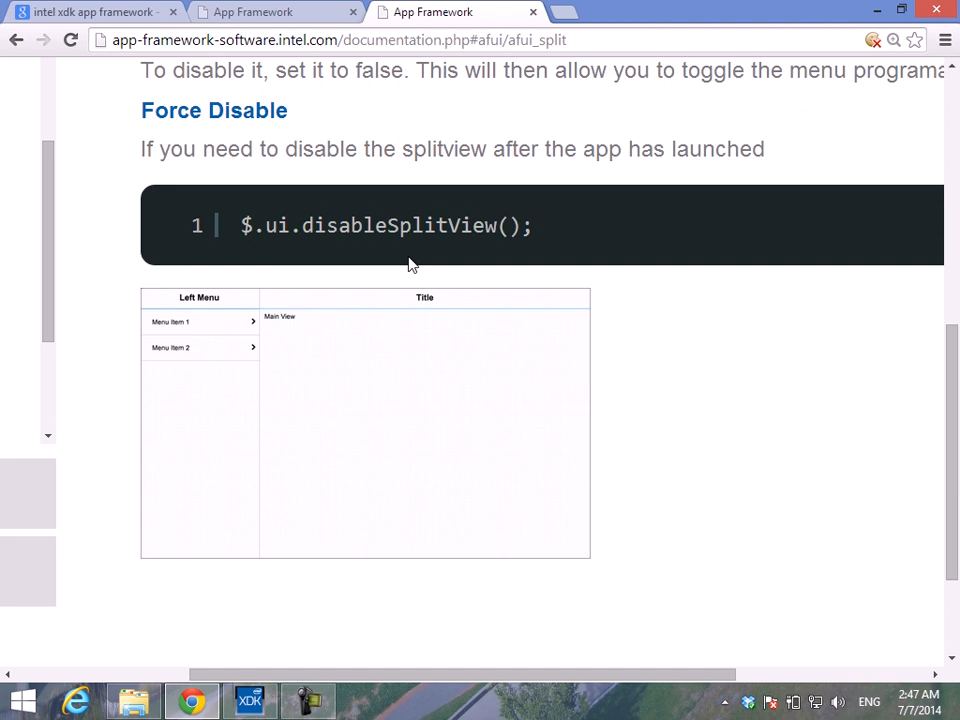 intel xdk app framework -
App Framework
App Framework
app-framework-software.intel.com/documentation.php#afui/afui_split
To disable it, set it to false. This will then allow you to toggle the menu programa
Force Disable
If you need to disable the splitview after the app has launched
1 $.ui.disableSplitView();
Left Menu Title
Menu Item 1 Main View
Menu Item 2
XDK
ENG
2:47 AM
7/7/2014